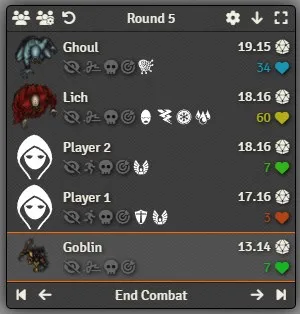 Round 5
Ghoul 19.15
34
Lich 18.16
60
Player 2 18.16
7
Player 1 17.16
3
Goblin 13.14
7
End Combat